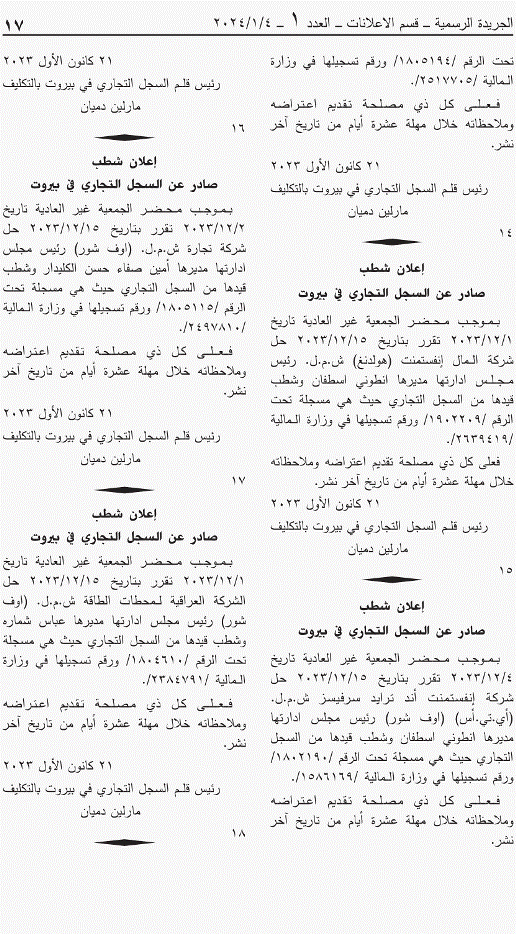 الجريدة الرسمية ـ قسم الاعلانات ـ العدد ١ ـ ٢٠٢٤/١/٤
١٧
تحت الرقم /١٨٠٥١٩٤/ ورقم تسجيلها في وزارة
المالية /٢٥١٧٧٠٥/.
فـعـلـى كل ذي مصلحة تقديم اعتراضه
وملاحظاته خلال مهلة عشرة أيام من تاريخ آخر
نشر.
٢١ كانون الأول ٢٠٢٣
رئيس قلـم السجل التجاري في بيروت بالتكليف
مارلين دميان
١٤
إعلان شطب
صادر عن السجل التجاري في بيروت
بـموجب محضر الجمعية غير العادية تاريخ
٢٠٢٣/١٢/١ تقرر بتاريخ ٢٠٢٣/١٢/١٥ حل
شركة المال إنفستمنت (هولدنغ) ش.م.ل. رئيس
مجـلس ادارتها مديرها انطوني اسطفان وشطب
قيدها من السجل التجاري حيث هي مسجلة تحت
الرقم /١٩٠٢٢٠٩/ ورقم تسجيلها في وزارة المالية
/٢٦٣٩٤١٩/.
فعلى كل ذي مصلحة تقديم اعتراضه وملاحظاته
خلال مهلة عشرة أيام من تاريخ آخر نشر.
٢١ كانون الأول ٢٠٢٣
رئيس قلـم السجل التجاري في بيروت بالتكليف
مارلين دميان
١٥
إعلان شطب
صادر عن السجل التجاري في بيروت
بـموجب محضر الجمعية غير العادية تاريخ
٢٠٢٣/١٢/٤ تقرر بتاريخ ٢٠٢٣/١٢/١٥ حل
شركة إنفستمنت أند ترايد سرفيسز ش.م.ل.
(أي.تي.أس) (اوف شور) رئيس مجلس ادارتها
مديرها انطوني اسطفان وشطب قيدها من السجل
التجاري حيث هي مسجلة تحت الرقم /١٨٠٢١٩٠/
ورقم تسجيلها في وزارة المالية /١٥٨٦١٦٩/.
فـعـلـى كل ذي مصلحة تقديم اعتراضه
وملاحظاته خلال مهلة عشرة أيام من تاريخ آخر
نشر.
٢١ كانون الأول ٢٠٢٣
رئيس قلـم السجل التجاري في بيروت بالتكليف
مارلين دميان
١٦
إعلان شطب
صادر عن السجل التجاري في بيروت
بـموجب محـضر الجمعية غير العادية تاريخ
٢٠٢٣/١٢/٢ تقرر بتاريخ ٢٠٢٣/١٢/١٥ حل
شركة تجارة ش.م.ل. (اوف شور) رئيس مجلس
ادارتها مديرها أمين صفاء حسن الكليدار وشطب
قيدها من السجل التجاري حيث هي مسجلة تحت
الرقم /١٨٠٥١١٥/ ورقم تسجيلها في وزارة المالية
/٢٤٩٧٨١٠/.
فـعـلـى كل ذي مصلحة تقديم اعتراضه
وملاحظاته خلال مهلة عشرة أيام من تاريخ آخر
نشر.
٢١ كانون الأول ٢٠٢٣
رئيس قلـم السجل التجاري في بيروت بالتكليف
مارلين دميان
١٧
إعلان شطب
صادر عن السجل التجاري في بيروت
بـموجب محـضر الجمعية غير العادية تاريخ
٢٠٢٣/١٢/١ تقرر بتاريخ ٢٠٢٣/١٢/١٥ حل
الشركة العراقية لـمحطات الطاقة ش.م.ل. (اوف
شور) رئيس مجلس ادارتها مديرها عباس شماره
وشطب قيدها من السجل التجاري حيث هي مسجلة
تحت الرقم /١٨٠٤٦١٠/ ورقم تسجيلها في وزارة
المالية /٢٣٨٤٧٩١/.
فـعـلـى كل ذي مصلحة تقديم اعتراضه
وملاحظاته خلال مهلة عشرة أيام من تاريخ آخر
نشر.
٢١ كانون الأول ٢٠٢٣
رئيس قلـم السجل التجاري في بيروت بالتكليف
مارلين دميان
١٨